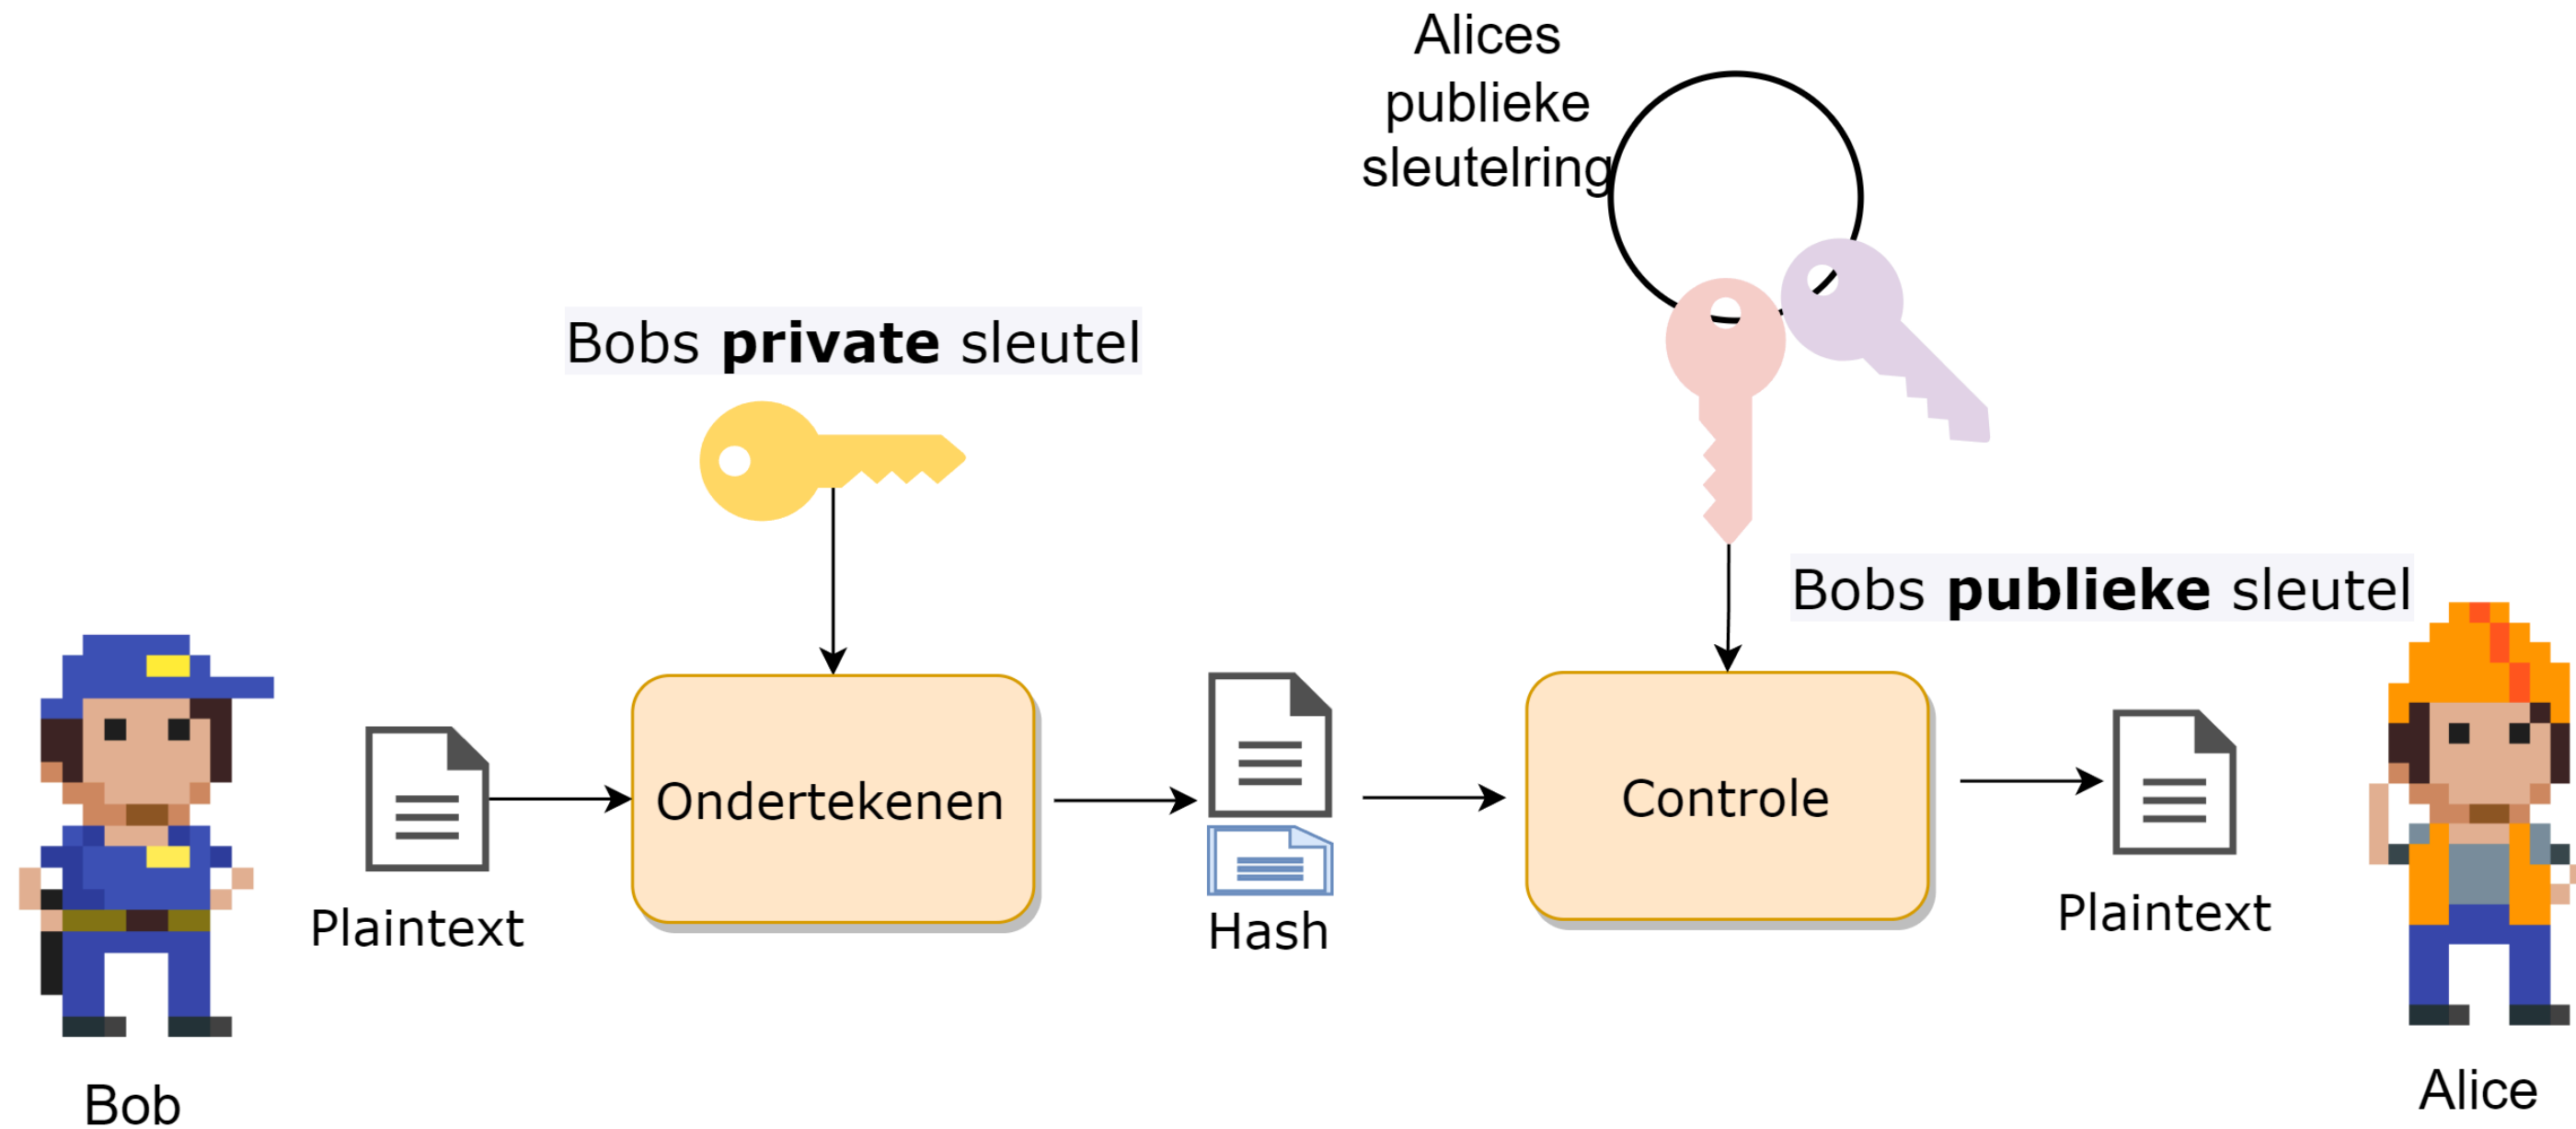 Alices
publieke
sleutelring
Bobs private sleutel
Bobs publieke sleutel
Ondertekenen
Controle
Plaintext
Hash
Plaintext
Bob
Alice